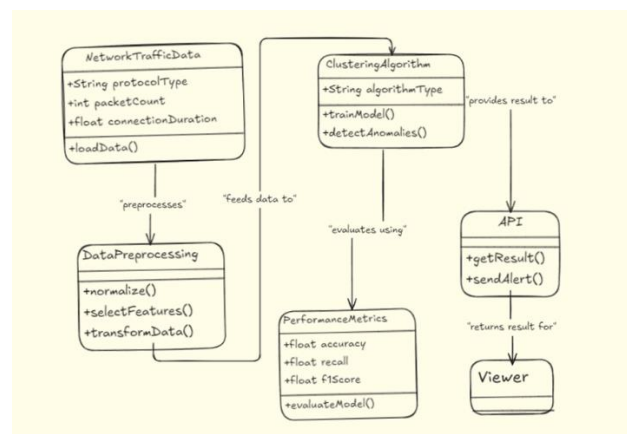 NetworkTrafficData
+String protocolType
+int packetCount
+float connectionDuration
+loadData()
"preprocesses"
DataPreprocessing
+normalize()
+selectFeatures()
+transformData()
"feeds data to"
ClusteringAlgorithm
+String algorithmType
+trainModel()
+detectAnomalies()
"evaluates using"
PerformanceMetrics
+float accuracy
+float recall
+float f1Score
+evaluateModel()
"provides result to"
API
+getResult()
+sendAlert()
"returns result for"
Viewer